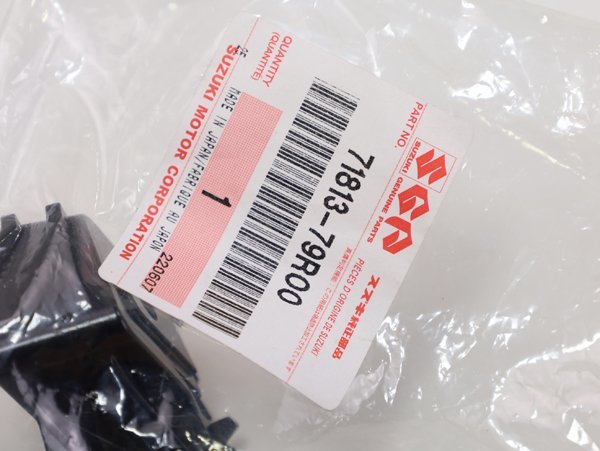 PART NO.
SUZUKI GENUINE PARTS
スズキ純正部品
PIECES D'ORIGINE DE SUZUKI
71813-79R00
QUANTITY
(QUANTITE)
1
MADE IN JAPAN/FABRIQUE AU JAPON
220607
SUZUKI MOTOR CORPORATION